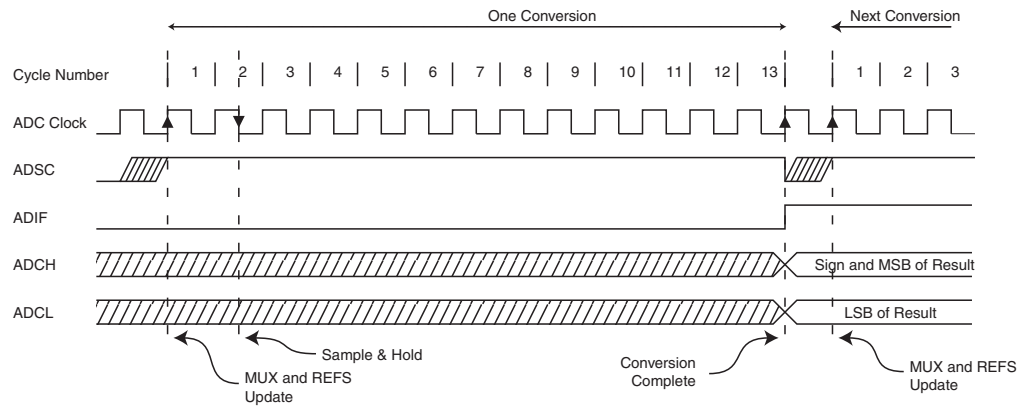 One Conversion
Next Conversion
Cycle Number
1 2 3 4 5 6 7 8 9 10 11 12 13 1 2 3
ADC Clock
ADSC
ADIF
ADCH
Sign and MSB of Result
ADCL
LSB of Result
Sample & Hold
MUX and REFS
Update
Conversion
Complete
MUX and REFS
Update